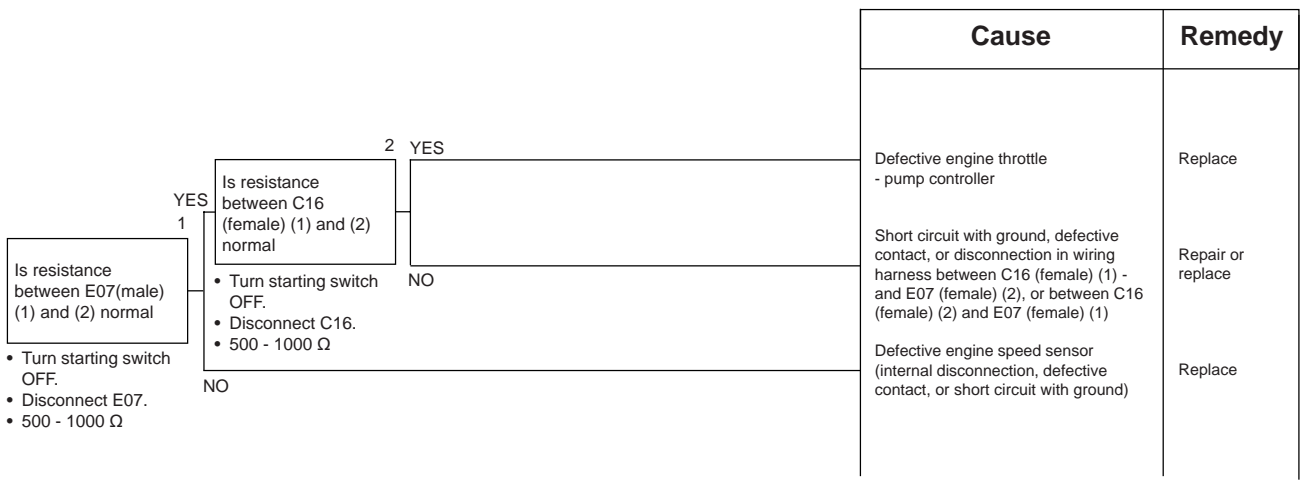 Cause
Remedy
1
YES
Is resistance
between E07(male)
(1) and (2) normal
• Turn starting switch
OFF.
• Disconnect E07.
• 500 - 1000 Ω
NO
2
YES
Is resistance
between C16
(female) (1) and (2)
normal
• Turn starting switch
OFF.
• Disconnect C16.
• 500 - 1000 Ω
NO
Defective engine throttle
- pump controller
Replace
Short circuit with ground, defective
contact, or disconnection in wiring
harness between C16 (female) (1) -
and E07 (female) (2), or between C16
(female) (2) and E07 (female) (1)
Repair or
replace
Defective engine speed sensor
(internal disconnection, defective
contact, or short circuit with ground)
Replace